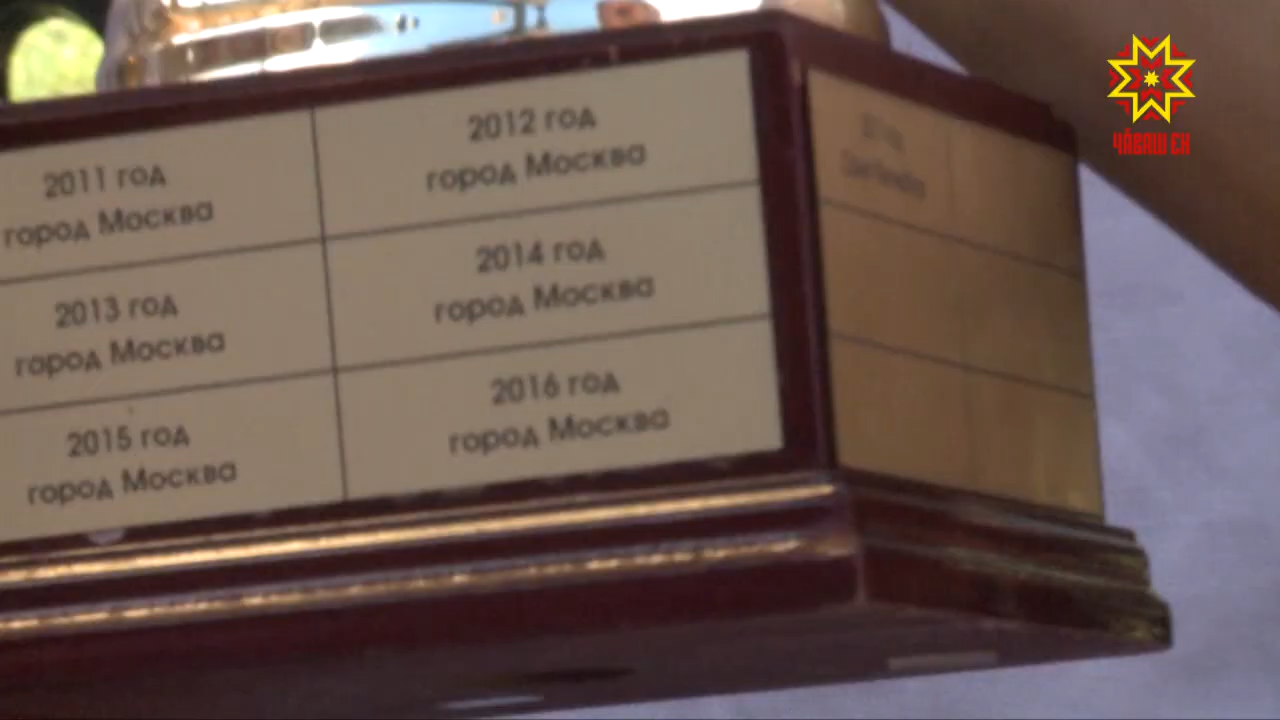 2011 год
город Москва
2012 год
город Москва
2013 год
город Москва
2014 год
город Москва
2015 год
город Москва
2016 год
город Москва
ЧĂВАШ ЕН